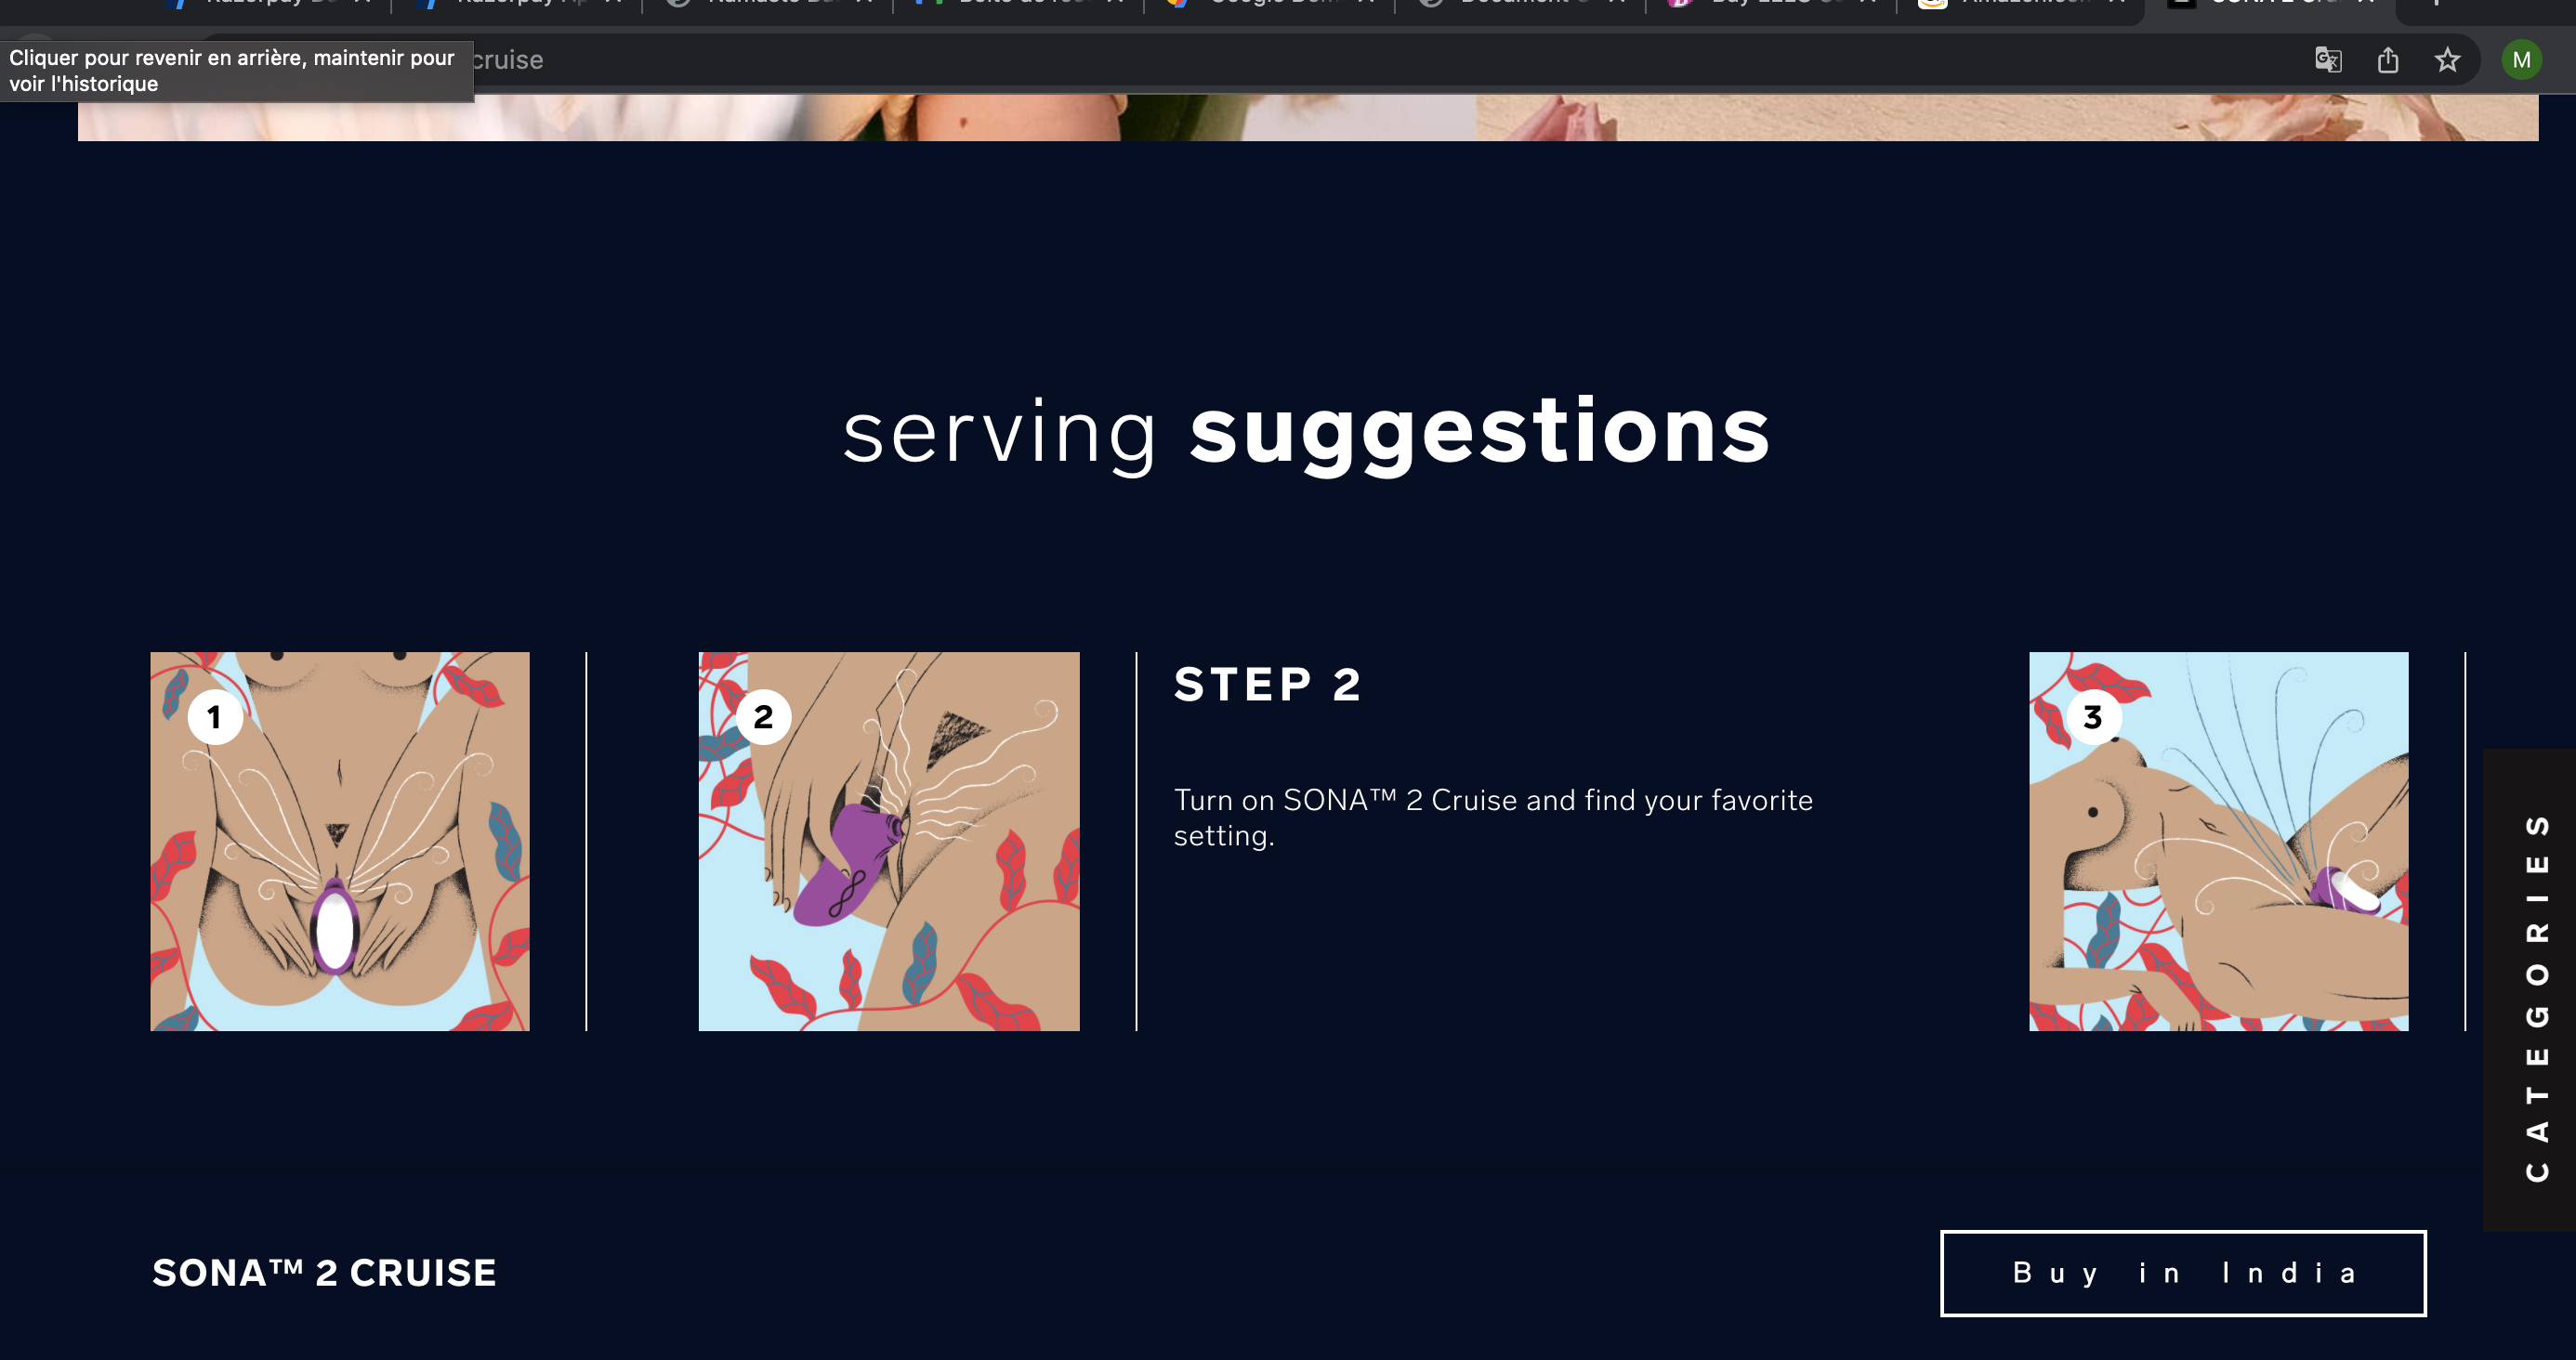 Cliquer pour revenir en arrière, maintenir pour
voir l'historique
cruise
M
serving suggestions
1
2
STEP 2
Turn on SONA™ 2 Cruise and find your favorite
setting.
3
CATEGORIES
SONA™ 2 CRUISE
Buy in India